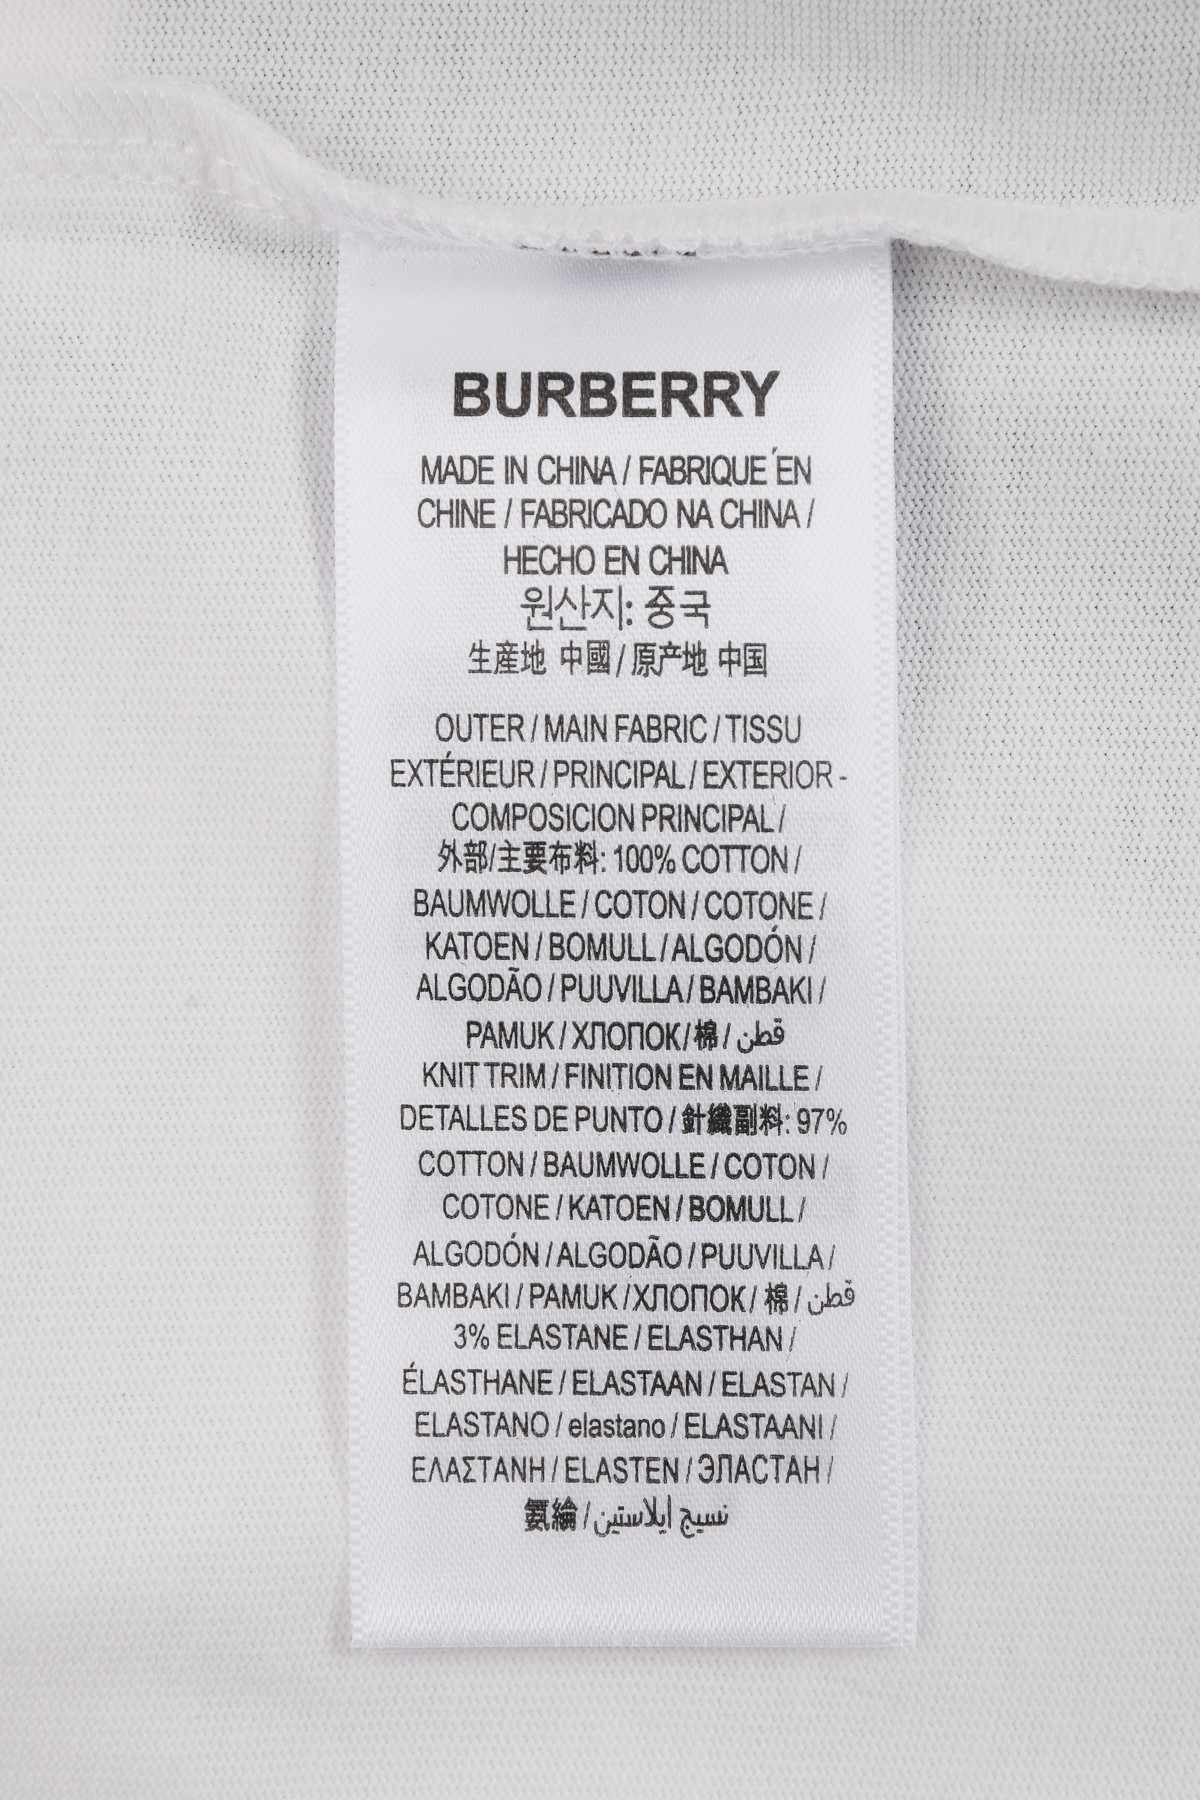 BURBERRY
MADE IN CHINA / FABRIQUE´EN
CHINE / FABRICADO NA CHINA /
HECHO EN CHINA
원산지: 중국
生産地 中國 / 原产地 中国
OUTER / MAIN FABRIC / TISSU
EXTÉRIEUR / PRINCIPAL / EXTERIOR -
COMPOSICION PRINCIPAL /
外部/主要布料: 100% COTTON /
BAUMWOLLE / COTON / COTONE /
KATOEN / BOMULL / ALGODÓN /
ALGODÃO / PUUVILLA / BAMBAKI /
PAMUK / ХЛОПОК / 棉 / قطن
KNIT TRIM / FINITION EN MAILLE /
DETALLES DE PUNTO / 針織副料: 97%
COTTON / BAUMWOLLE / COTON /
COTONE / KATOEN / BOMULL /
ALGODÓN / ALGODÃO / PUUVILLA /
BAMBAKI / PAMUK / ХЛОПОК / 棉 / قطن
3% ELASTANE / ELASTHAN /
ÉLASTHANE / ELASTAAN / ELASTAN /
ELASTANO / elastano / ELASTAANI /
ΕΛΑΣΤΑΝΗ / ELASTEN / ЭЛАСТАН /
氨綸 / نسيج إيلاستين